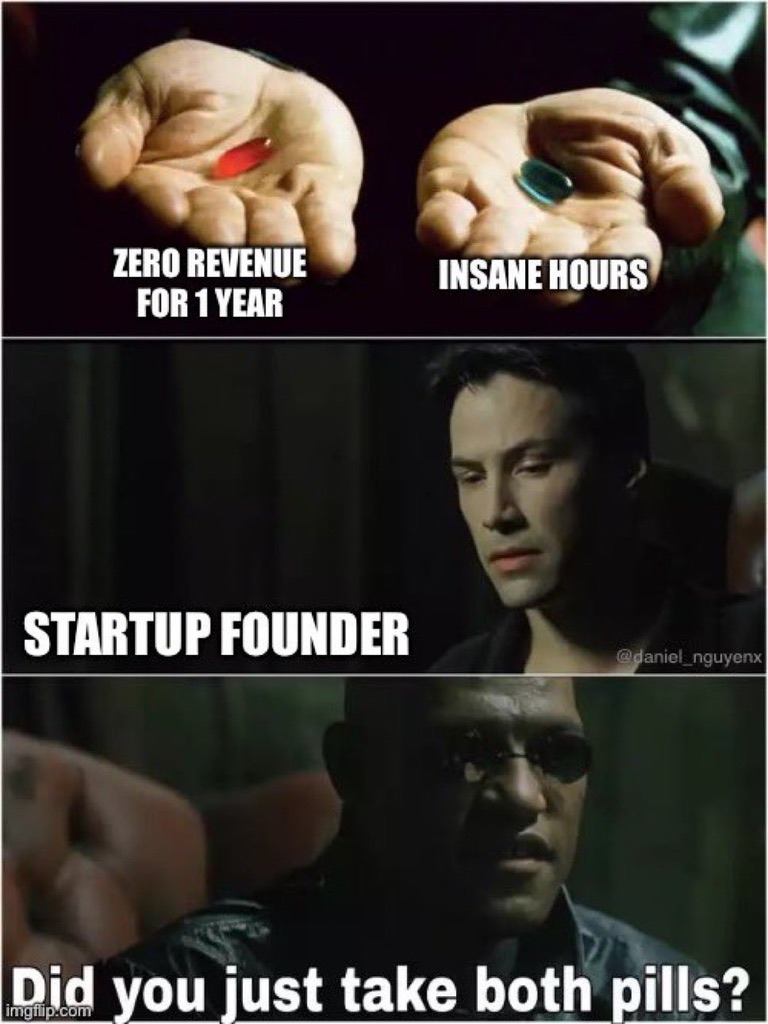 ZERO REVENUE
FOR 1 YEAR
INSANE HOURS
STARTUP FOUNDER
@daniel_nguyenx
Did you just take both pills?
imgflip.com